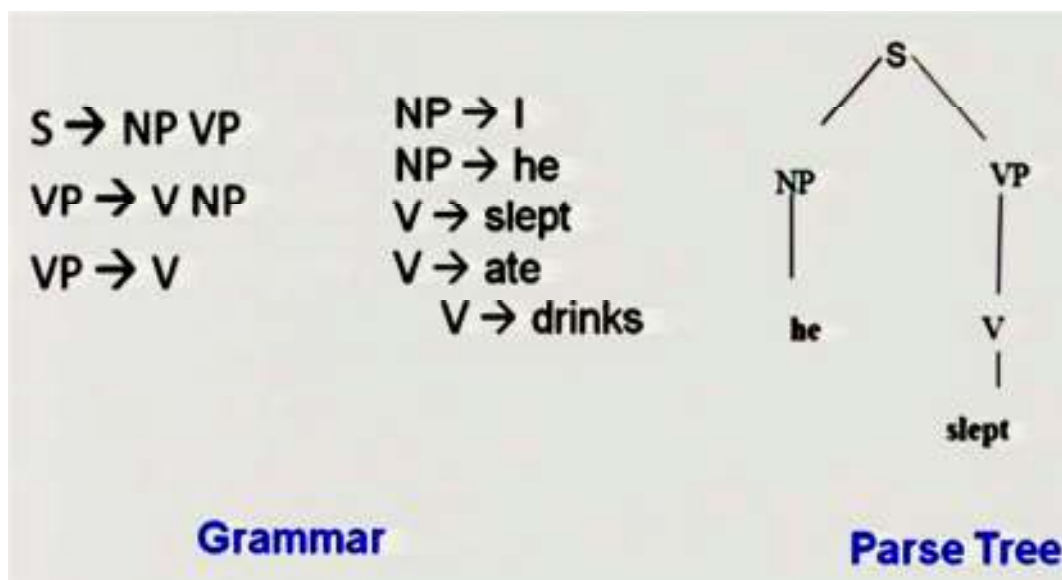 S → NP VP
VP → V NP
VP → V
NP → I
NP → he
V → slept
V → ate
V → drinks
Grammar
S
NP VP
he V
slept
Parse Tree